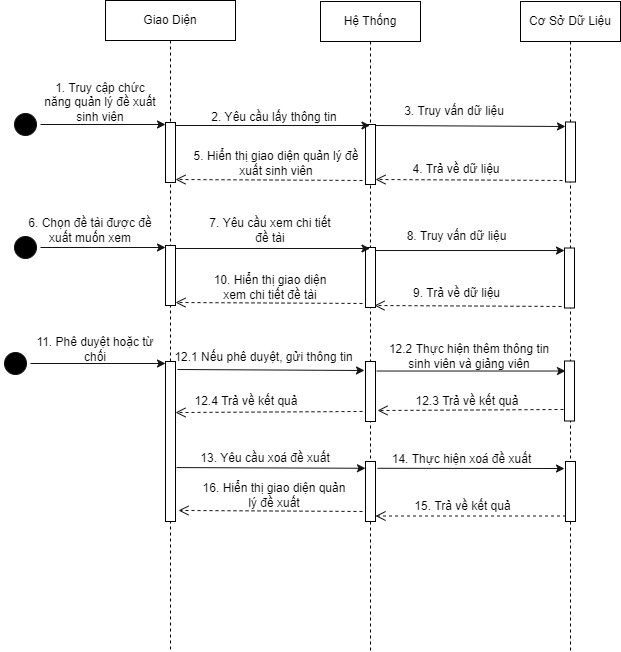 Giao Diện
Hệ Thống
Cơ Sở Dữ Liệu
1. Truy cập chức
năng quản lý đề xuất
sinh viên
2. Yêu cầu lấy thông tin
3. Truy vấn dữ liệu
5. Hiển thị giao diện quản lý đề
xuất sinh viên
4. Trả về dữ liệu
6. Chọn đề tài được đề
xuất muốn xem
7. Yêu cầu xem chi tiết
đề tài
8. Truy vấn dữ liệu
10. Hiển thị giao diện
xem chi tiết đề tài
9. Trả về dữ liệu
11. Phê duyệt hoặc từ
chối
12.1 Nếu phê duyệt, gửi thông tin
12.2 Thực hiện thêm thông tin
sinh viên và giảng viên
12.4 Trả về kết quả
12.3 Trả về kết quả
13. Yêu cầu xoá đề xuất
14. Thực hiện xoá đề xuất
16. Hiển thị giao diện quản
lý đề xuất
15. Trả về kết quả